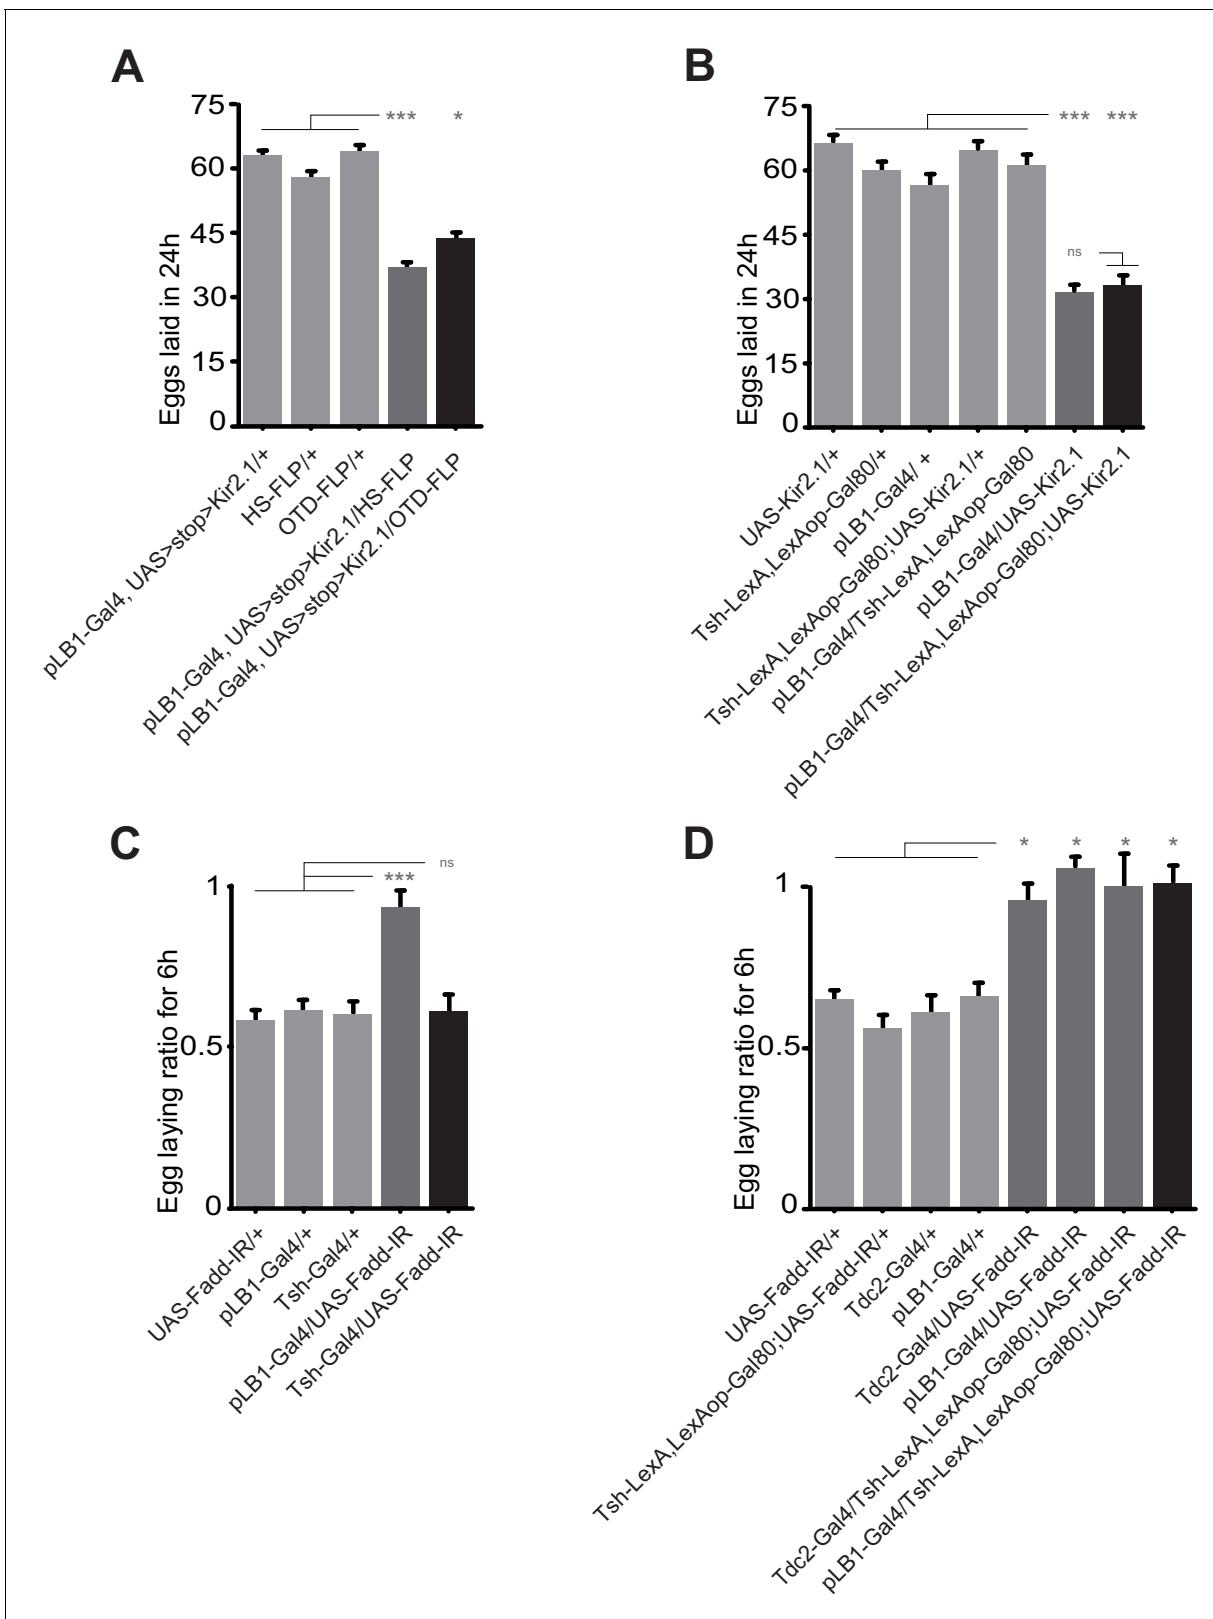 A
75
60
45
30
15
0
Eggs laid in 24h
***
*
pLB1-Gal4, UAS>stop>Kir2.1/+
HS-FLP/+
OTD-FLP/+
pLB1-Gal4, UAS>stop>Kir2.1/HS-FLP
pLB1-Gal4, UAS>stop>Kir2.1/OTD-FLP
B
75
60
45
30
15
0
Eggs laid in 24h
***
***
ns
UAS-Kir2.1/+
Tsh-LexA,LexAop-Gal80/+
pLB1-Gal4/ +
Tsh-LexA,LexAop-Gal80;UAS-Kir2.1/+
pLB1-Gal4/Tsh-LexA,LexAop-Gal80
pLB1-Gal4/UAS-Kir2.1
pLB1-Gal4/Tsh-LexA,LexAop-Gal80;UAS-Kir2.1
C
1
0.5
0
Egg laying ratio for 6h
ns
***
UAS-Fadd-IR/+
pLB1-Gal4/+
Tsh-Gal4/+
pLB1-Gal4/UAS-Fadd-IR
Tsh-Gal4/UAS-Fadd-IR
D
1
0.5
0
Egg laying ratio for 6h
*
*
*
*
UAS-Fadd-IR/+
Tsh-LexA,LexAop-Gal80;UAS-Fadd-IR/+
Tdc2-Gal4/+
pLB1-Gal4/+
Tdc2-Gal4/UAS-Fadd-IR
pLB1-Gal4/UAS-Fadd-IR
Tdc2-Gal4/Tsh-LexA,LexAop-Gal80;UAS-Fadd-IR
pLB1-Gal4/Tsh-LexA,LexAop-Gal80;UAS-Fadd-IR